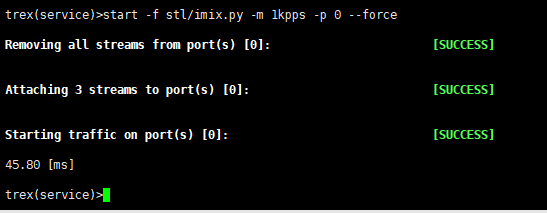 trex(service)>start -f stl/imix.py -m 1kpps -p 0 --force
Removing all streams from port(s) [0]: [SUCCESS]
Attaching 3 streams to port(s) [0]: [SUCCESS]
Starting traffic on port(s) [0]: [SUCCESS]
45.80 [ms]
trex(service)>